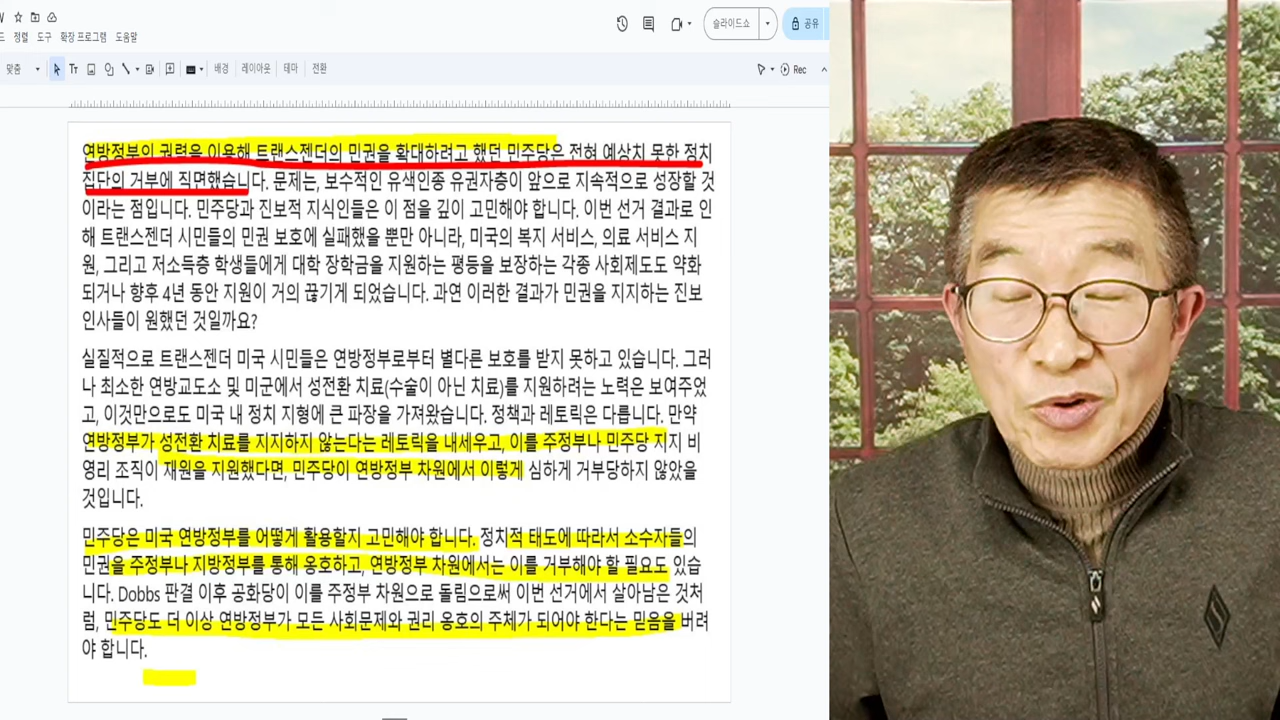 정렬 도구 확장 프로그램 도움말
슬라이드쇼
공유
맞춤
배경 레이아웃 테마 전환
Rec
연방정부의 권력을 이용해 트랜스젠더의 민권을 확대하려고 했던 민주당은 전혀 예상치 못한 정치
집단의 거부에 직면했습니다. 문제는, 보수적인 유색인종 유권자층이 앞으로 지속적으로 성장할 것
이라는 점입니다. 민주당과 진보적 지식인들은 이 점을 깊이 고민해야 합니다. 이번 선거 결과로 인
해 트랜스젠더 시민들의 민권 보호에 실패했을 뿐만 아니라, 미국의 복지 서비스, 의료 서비스 지
원, 그리고 저소득층 학생들에게 대학 장학금을 지원하는 평등을 보장하는 각종 사회제도도 약화
되거나 향후 4년 동안 지원이 거의 끊기게 되었습니다. 과연 이러한 결과가 민권을 지지하는 진보
인사들이 원했던 것일까요?
실질적으로 트랜스젠더 미국 시민들은 연방정부로부터 별다른 보호를 받지 못하고 있습니다. 그러
나 최소한 연방교도소 및 미군에서 성전환 치료(수술이 아닌 치료)를 지원하려는 노력은 보여주었
고, 이것만으로도 미국 내 정치 지형에 큰 파장을 가져왔습니다. 정책과 레토릭은 다릅니다. 만약
연방정부가 성전환 치료를 지지하지 않는다는 레토릭을 내세우고, 이를 주정부나 민주당 지지 비
영리 조직이 재원을 지원했다면, 민주당이 연방정부 차원에서 이렇게 심하게 거부당하지 않았을
것입니다.
민주당은 미국 연방정부를 어떻게 활용할지 고민해야 합니다. 정치적 태도에 따라서 소수자들의
민권을 주정부나 지방정부를 통해 옹호하고, 연방정부 차원에서는 이를 거부해야 할 필요도 있습
니다. Dobbs 판결 이후 공화당이 이를 주정부 차원으로 돌림으로써 이번 선거에서 살아남은 것처
럼, 민주당도 더 이상 연방정부가 모든 사회문제와 권리 옹호의 주체가 되어야 한다는 믿음을 버려
야 합니다.